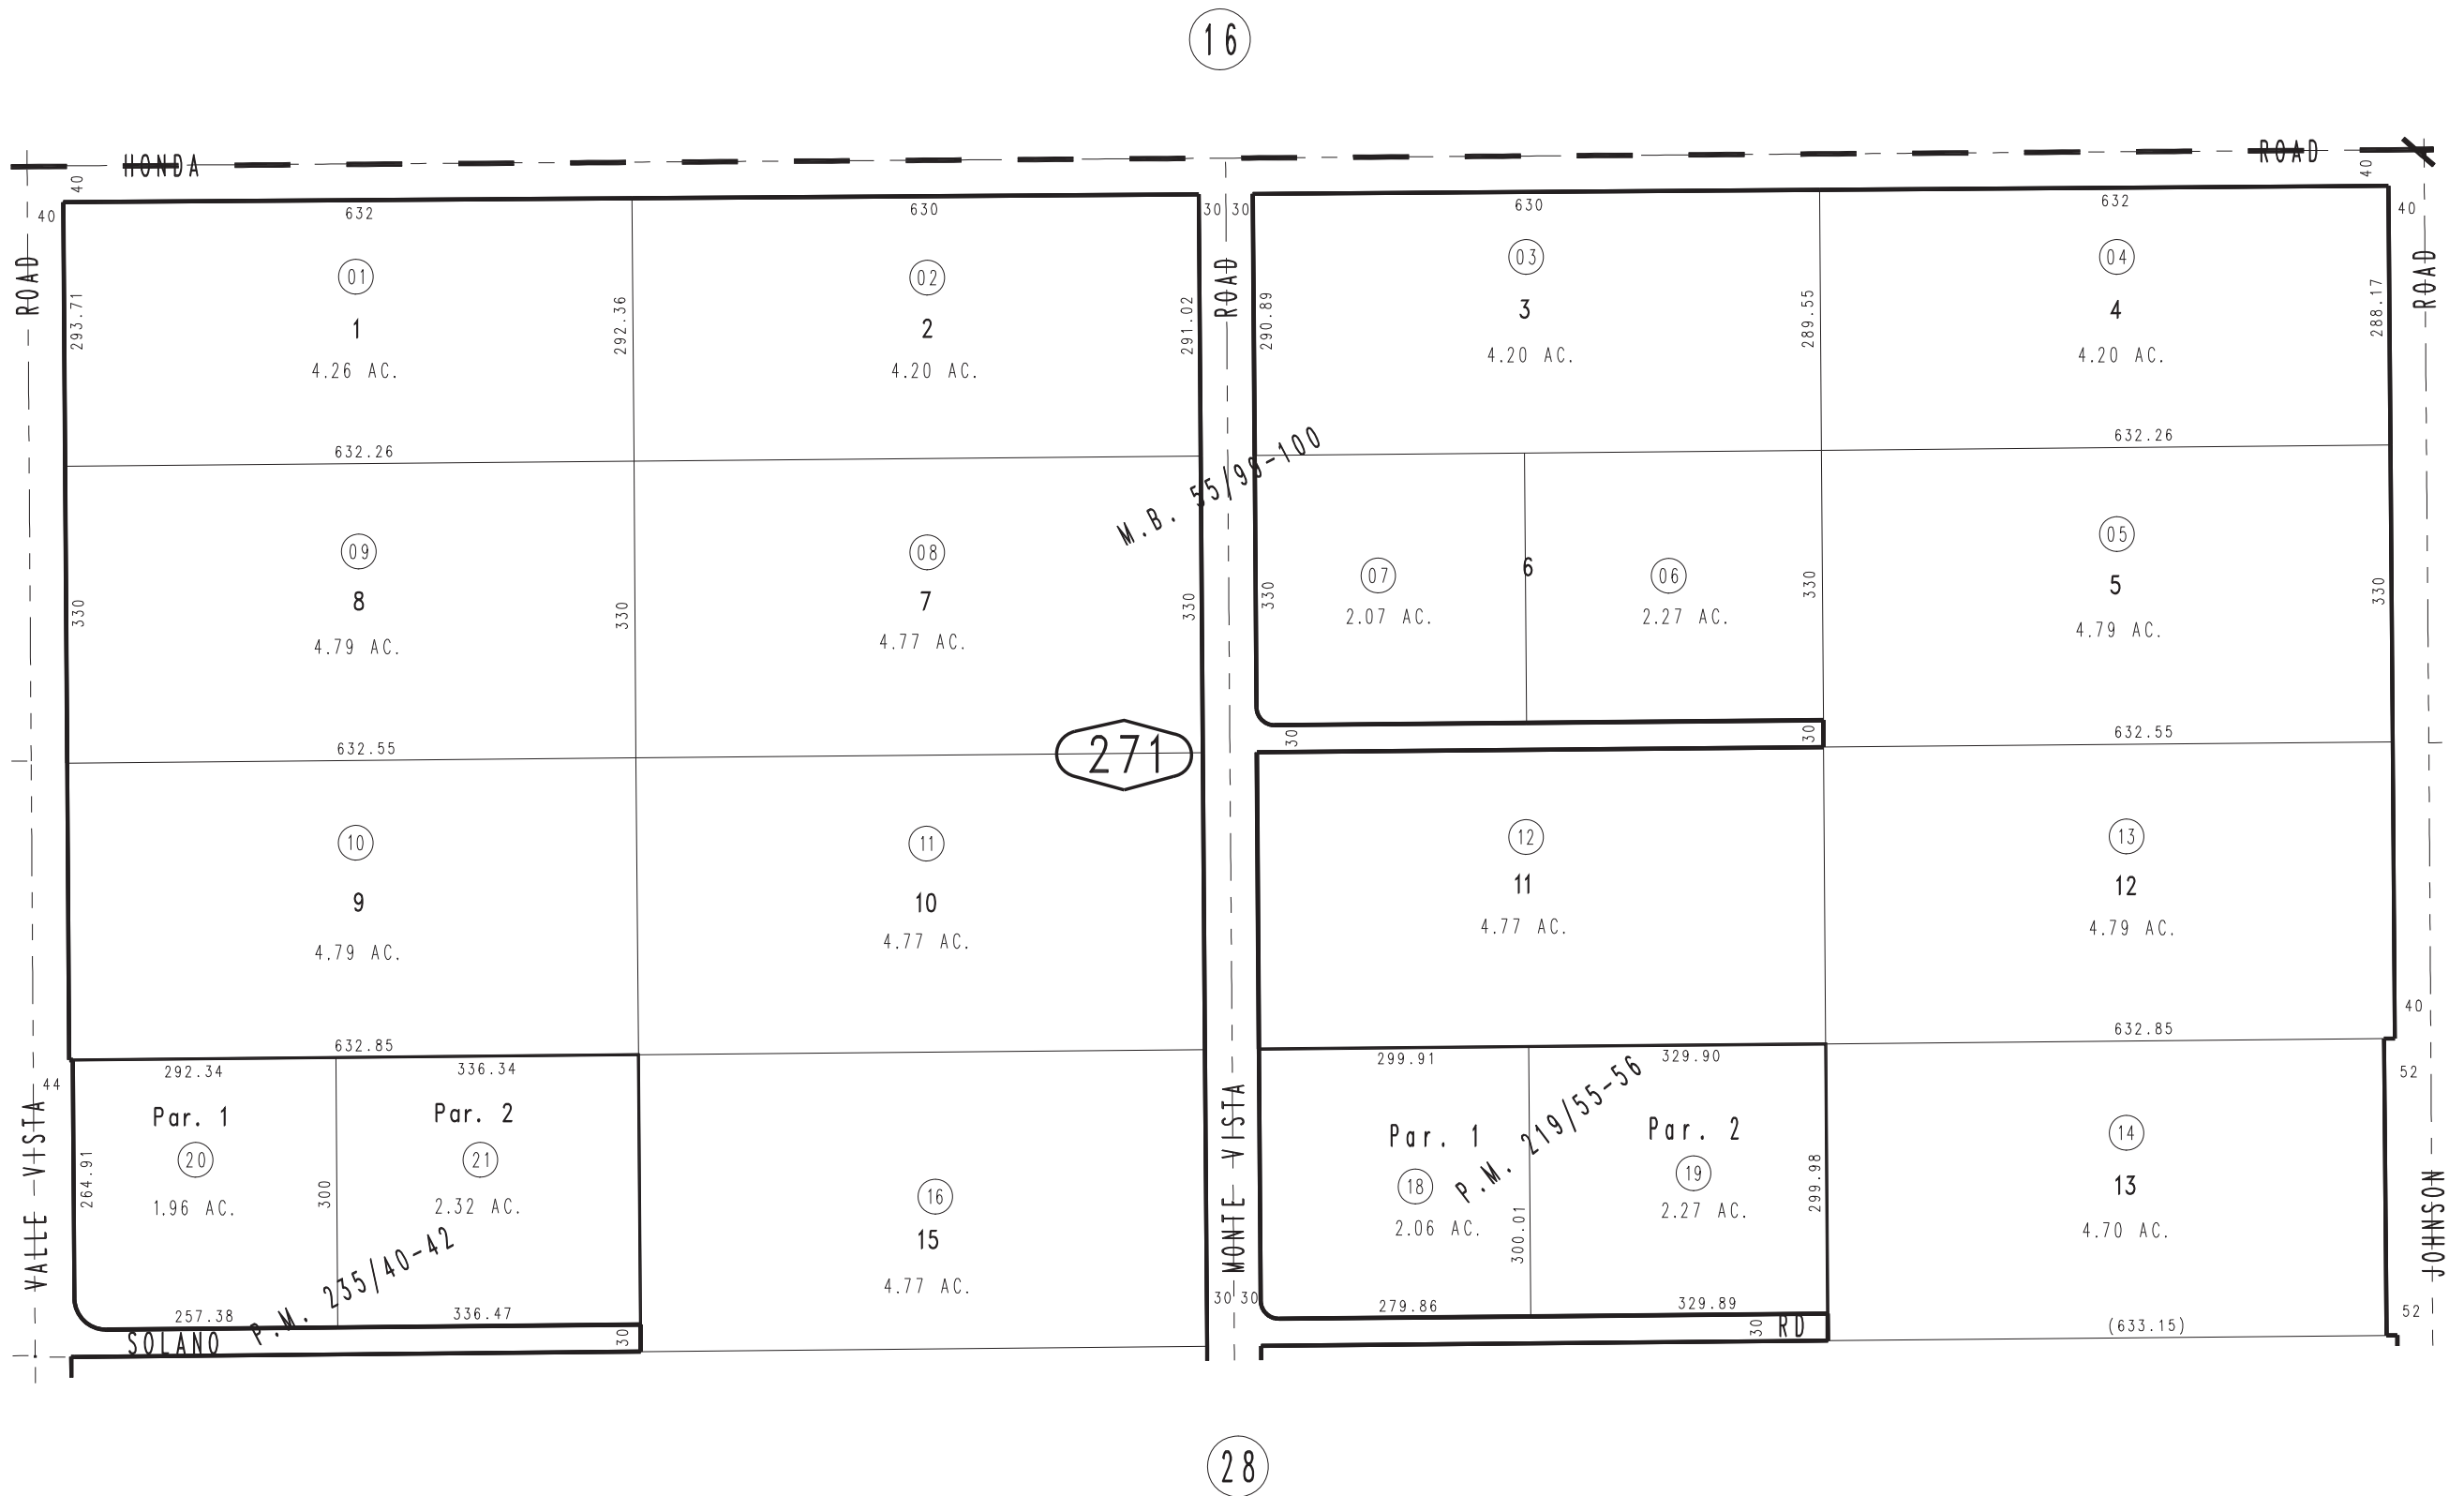 16
HONDA ROAD
40 40
40 632 630 30 30 630 632 40
ROAD ROAD ROAD
01 02 03 04
293.71 292.36 291.02 290.89 289.55 288.17
1 2 3 4
4.26 AC. 4.20 AC. 4.20 AC. 4.20 AC.
632.26 632.26
M.B. 55/99-100
09 08 07 06 05
8 7 6 5
330 330 330 330 330 330
4.79 AC. 4.77 AC. 2.07 AC. 2.27 AC. 4.79 AC.
632.55 30 30 632.55
271
10 11 12 13
9 10 11 12
4.79 AC. 4.77 AC. 4.77 AC. 4.79 AC.
40
632.85 632.85
44 292.34 336.34 299.91 329.90 52
Par. 1 Par. 2 Par. 1 Par. 2
P.M. 219/55-56
20 21 16 18 19 14
264.91 300 300.01 299.98
15 13
1.96 AC. 2.32 AC. 4.77 AC. 2.06 AC. 2.27 AC. 4.70 AC.
VALLE VISTA MONTE VISTA JOHNSON
P.M. 235/40-42
257.38 336.47 30 30 279.86 329.89 52
SOLANO 30 30 RD (633.15)
28